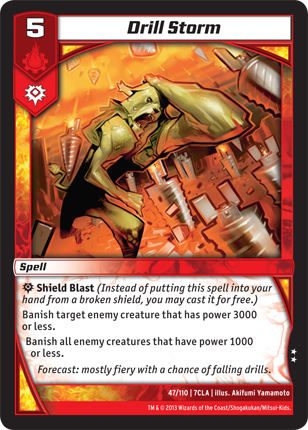 5
Drill Storm
Spell
Shield Blast (Instead of putting this spell into your
hand from a broken shield, you may cast it for free.)
Banish target enemy creature that has power 3000
or less.
Banish all enemy creatures that have power 1000
or less.
Forecast: mostly fiery with a chance of falling drills.
47/110 | 7CLA | illus. Akifumi Yamamoto
TM & © 2013 Wizards of the Coast/Shogakukan/Mitsui-Kids.